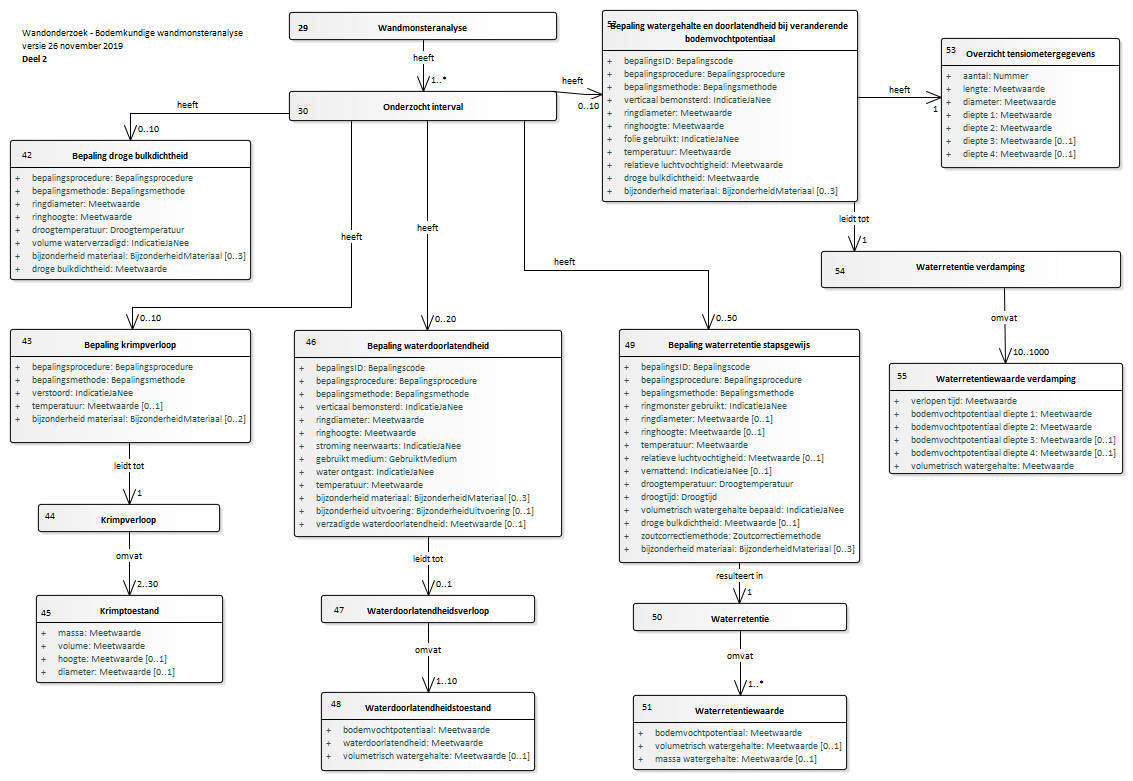 Wandonderzoek - Bodemkundige wandmonsteranalyse
versie 26 november 2019
Deel 2
29
Wandmonsteranalyse
heeft
1..*
30
Onderzocht interval
heeft
0..10
52
Bepaling watergehalte en doorlatendheid bij veranderende
bodemvochtpotentiaal
+ bepalingsID: Bepalingscode
+ bepalingsprocedure: Bepalingsprocedure
+ bepalingsmethode: Bepalingsmethode
+ verticaal bemonsterd: IndicatieJaNee
+ ringdiameter: Meetwaarde
+ ringhoogte: Meetwaarde
+ folie gebruikt: IndicatieJaNee
+ temperatuur: Meetwaarde
+ relatieve luchtvochtigheid: Meetwaarde
+ droge bulkdichtheid: Meetwaarde
+ bijzonderheid materiaal: BijzonderheidMateriaal [0..3]
heeft
1
53
Overzicht tensiometergegevens
+ aantal: Nummer
+ lengte: Meetwaarde
+ diameter: Meetwaarde
+ diepte 1: Meetwaarde
+ diepte 2: Meetwaarde
+ diepte 3: Meetwaarde [0..1]
+ diepte 4: Meetwaarde [0..1]
heeft
0..10
42
Bepaling droge bulkdichtheid
+ bepalingsprocedure: Bepalingsprocedure
+ bepalingsmethode: Bepalingsmethode
+ ringdiameter: Meetwaarde
+ ringhoogte: Meetwaarde
+ droogtemperatuur: Droogtemperatuur
+ volume waterverzadigd: IndicatieJaNee
+ bijzonderheid materiaal: BijzonderheidMateriaal [0..3]
+ droge bulkdichtheid: Meetwaarde
leidt tot
1
54
Waterretentie verdamping
omvat
10..1000
55
Waterretentiewaarde verdamping
+ verlopen tijd: Meetwaarde
+ bodemvochtpotentiaal diepte 1: Meetwaarde
+ bodemvochtpotentiaal diepte 2: Meetwaarde
+ bodemvochtpotentiaal diepte 3: Meetwaarde [0..1]
+ bodemvochtpotentiaal diepte 4: Meetwaarde [0..1]
+ volumetrisch watergehalte: Meetwaarde
heeft
0..10
43
Bepaling krimpverloop
+ bepalingsprocedure: Bepalingsprocedure
+ bepalingsmethode: Bepalingsmethode
+ verstoord: IndicatieJaNee
+ temperatuur: Meetwaarde [0..1]
+ bijzonderheid materiaal: BijzonderheidMateriaal [0..2]
leidt tot
1
44
Krimpverloop
omvat
2..30
45
Krimptoestand
+ massa: Meetwaarde
+ volume: Meetwaarde
+ hoogte: Meetwaarde [0..1]
+ diameter: Meetwaarde [0..1]
heeft
0..20
46
Bepaling waterdoorlatendheid
+ bepalingsID: Bepalingscode
+ bepalingsprocedure: Bepalingsprocedure
+ bepalingsmethode: Bepalingsmethode
+ verticaal bemonsterd: IndicatieJaNee
+ ringdiameter: Meetwaarde
+ ringhoogte: Meetwaarde
+ stroming neerwaarts: IndicatieJaNee
+ gebruikt medium: GebruiktMedium
+ water ontgast: IndicatieJaNee
+ temperatuur: Meetwaarde
+ bijzonderheid materiaal: BijzonderheidMateriaal [0..3]
+ bijzonderheid uitvoering: BijzonderheidUitvoering [0..1]
+ verzadigde waterdoorlatendheid: Meetwaarde [0..1]
leidt tot
0..1
47
Waterdoorlatendheidsverloop
omvat
1..10
48
Waterdoorlatendheidstoestand
+ bodemvochtpotentiaal: Meetwaarde
+ waterdoorlatendheid: Meetwaarde
+ volumetrisch watergehalte: Meetwaarde [0..1]
heeft
0..50
49
Bepaling waterretentie stapsgewijs
+ bepalingsID: Bepalingscode
+ bepalingsprocedure: Bepalingsprocedure
+ bepalingsmethode: Bepalingsmethode
+ ringmonster gebruikt: IndicatieJaNee
+ ringdiameter: Meetwaarde [0..1]
+ ringhoogte: Meetwaarde [0..1]
+ temperatuur: Meetwaarde
+ relatieve luchtvochtigheid: Meetwaarde [0..1]
+ vernattend: IndicatieJaNee [0..1]
+ droogtemperatuur: Droogtemperatuur
+ droogtijd: Droogtijd
+ volumetrisch watergehalte bepaald: IndicatieJaNee
+ droge bulkdichtheid: Meetwaarde [0..1]
+ zoutcorrectiemethode: Zoutcorrectiemethode
+ bijzonderheid materiaal: BijzonderheidMateriaal [0..3]
resulteert in
1
50
Waterretentie
omvat
1..*
51
Waterretentiewaarde
+ bodemvochtpotentiaal: Meetwaarde
+ volumetrisch watergehalte: Meetwaarde [0..1]
+ massa watergehalte: Meetwaarde [0..1]